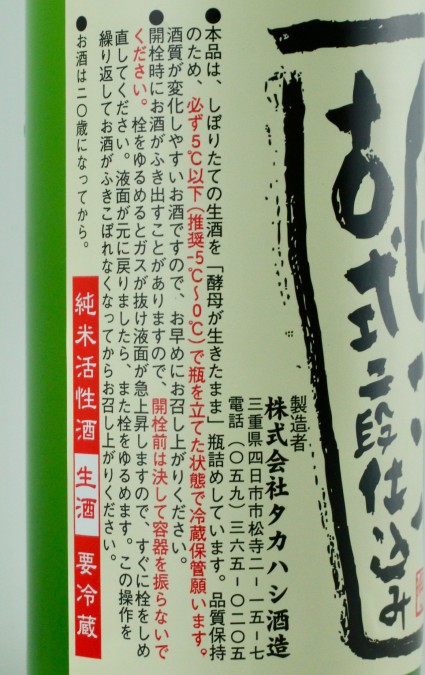 古式二段仕込み
製造者
株式会社タカハシ酒造
三重県四日市市松寺二-一五-七
電話(〇五九)三六五-〇二〇五
●本品は、しぼりたての生酒を「酵母が生きたまま」瓶詰めしています。品質保持
のため、必ず5℃以下(推奨-5℃〜0℃)で瓶を立てた状態で冷蔵保管願います。
酒質が変化しやすいお酒ですので、お早めにお召し上がりください。
●開栓時にお酒がふき出すことがありますので、開栓前は決して容器を振らないで
ください。栓をゆるめるとガスが抜け液面が急上昇しますので、すぐに栓をしめ
直してください。液面が元に戻りましたら、また栓をゆるめます。この操作を
繰り返してお酒がふきこぼれなくなってからお召し上がりください。
●お酒は二〇歳になってから。
純米活性酒 生酒 要冷蔵